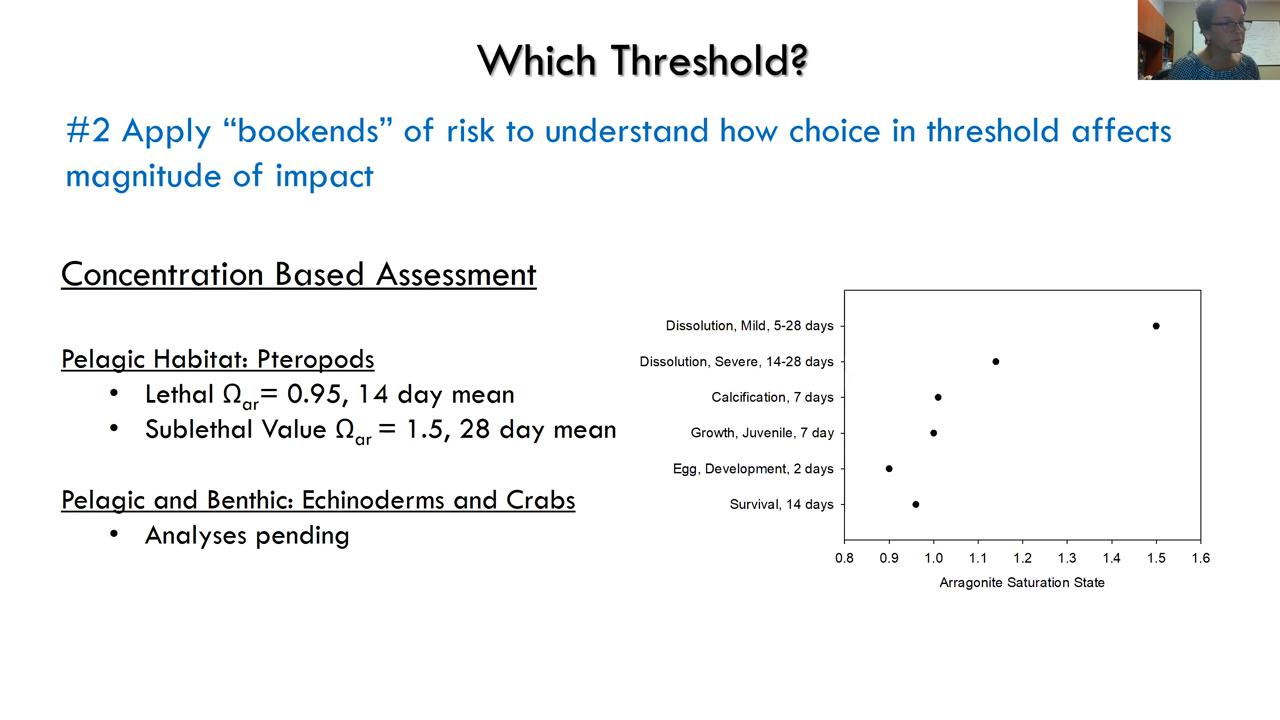 Which Threshold?
#2 Apply “bookends” of risk to understand how choice in threshold affects
magnitude of impact
Concentration Based Assessment
Pelagic Habitat: Pteropods
• Lethal Ωar= 0.95, 14 day mean
• Sublethal Value Ωar = 1.5, 28 day mean
Pelagic and Benthic: Echinoderms and Crabs
• Analyses pending
Dissolution, Mild, 5-28 days
Dissolution, Severe, 14-28 days
Calcification, 7 days
Growth, Juvenile, 7 day
Egg, Development, 2 days
Survival, 14 days
0.8 0.9 1.0 1.1 1.2 1.3 1.4 1.5 1.6
Arragonite Saturation State